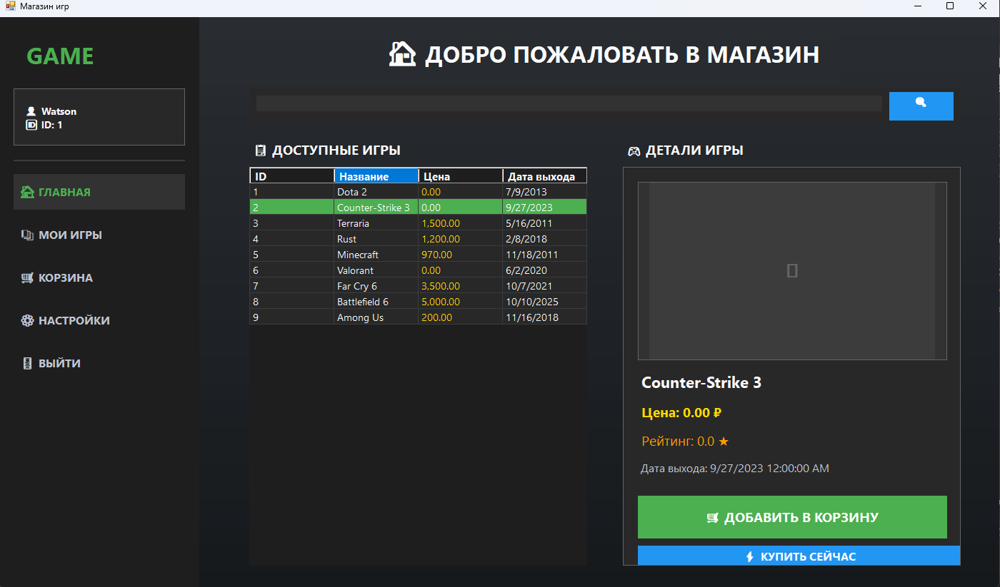 Магазин игр
GAME
Watson
ID: 1
ГЛАВНАЯ
МОИ ИГРЫ
КОРЗИНА
НАСТРОЙКИ
ВЫЙТИ
ДОБРО ПОЖАЛОВАТЬ В МАГАЗИН
ДОСТУПНЫЕ ИГРЫ
ID Название Цена Дата выхода
1 Dota 2 0.00 7/9/2013
2 Counter-Strike 3 0.00 9/27/2023
3 Terraria 1,500.00 5/16/2011
4 Rust 1,200.00 2/8/2018
5 Minecraft 970.00 11/18/2011
6 Valorant 0.00 6/2/2020
7 Far Cry 6 3,500.00 10/7/2021
8 Battlefield 6 5,000.00 10/10/2025
9 Among Us 200.00 11/16/2018
ДЕТАЛИ ИГРЫ
Counter-Strike 3
Цена: 0.00 ₽
Рейтинг: 0.0 ★
Дата выхода: 9/27/2023 12:00:00 AM
ДОБАВИТЬ В КОРЗИНУ
КУПИТЬ СЕЙЧАС